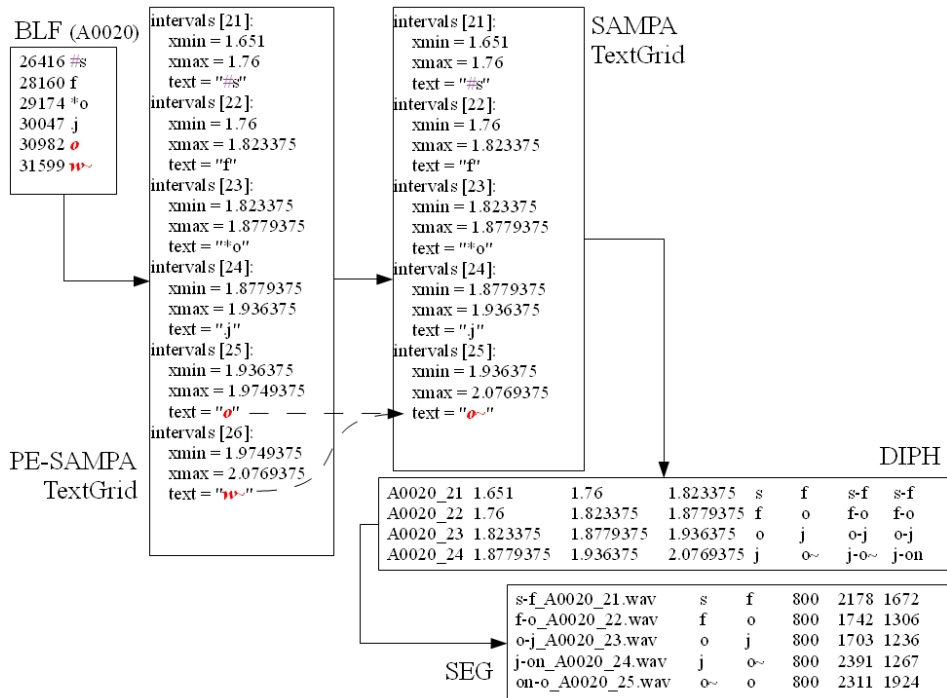 BLF (A0020)
26416 #s
28160 f
29174 *o
30047 .j
30982 o
31599 w~
intervals [21]:
xmin = 1.651
xmax = 1.76
text = "#s"
intervals [22]:
xmin = 1.76
xmax = 1.823375
text = "f"
intervals [23]:
xmin = 1.823375
xmax = 1.8779375
text = "*o"
intervals [24]:
xmin = 1.8779375
xmax = 1.936375
text = ".j"
intervals [25]:
xmin = 1.936375
xmax = 1.9749375
text = "o"
intervals [26]:
xmin = 1.9749375
xmax = 2.0769375
text = "w~"
PE-SAMPA
TextGrid
intervals [21]:
xmin = 1.651
xmax = 1.76
text = "#s"
intervals [22]:
xmin = 1.76
xmax = 1.823375
text = "f"
intervals [23]:
xmin = 1.823375
xmax = 1.8779375
text = "*o"
intervals [24]:
xmin = 1.8779375
xmax = 1.936375
text = ".j"
intervals [25]:
xmin = 1.936375
xmax = 2.0769375
text = "o~"
SAMPA
TextGrid
DIPH
A0020_21 1.651 1.76 1.823375 s f s-f s-f
A0020_22 1.76 1.823375 1.8779375 f o f-o f-o
A0020_23 1.823375 1.8779375 1.936375 o j o-j o-j
A0020_24 1.8779375 1.936375 2.0769375 j o~ j-o~ j-on
SEG
s-f_A0020_21.wav s f 800 2178 1672
f-o_A0020_22.wav f o 800 1742 1306
o-j_A0020_23.wav o j 800 1703 1236
j-on_A0020_24.wav j o~ 800 2391 1267
on-o_A0020_25.wav o~ o 800 2311 1924